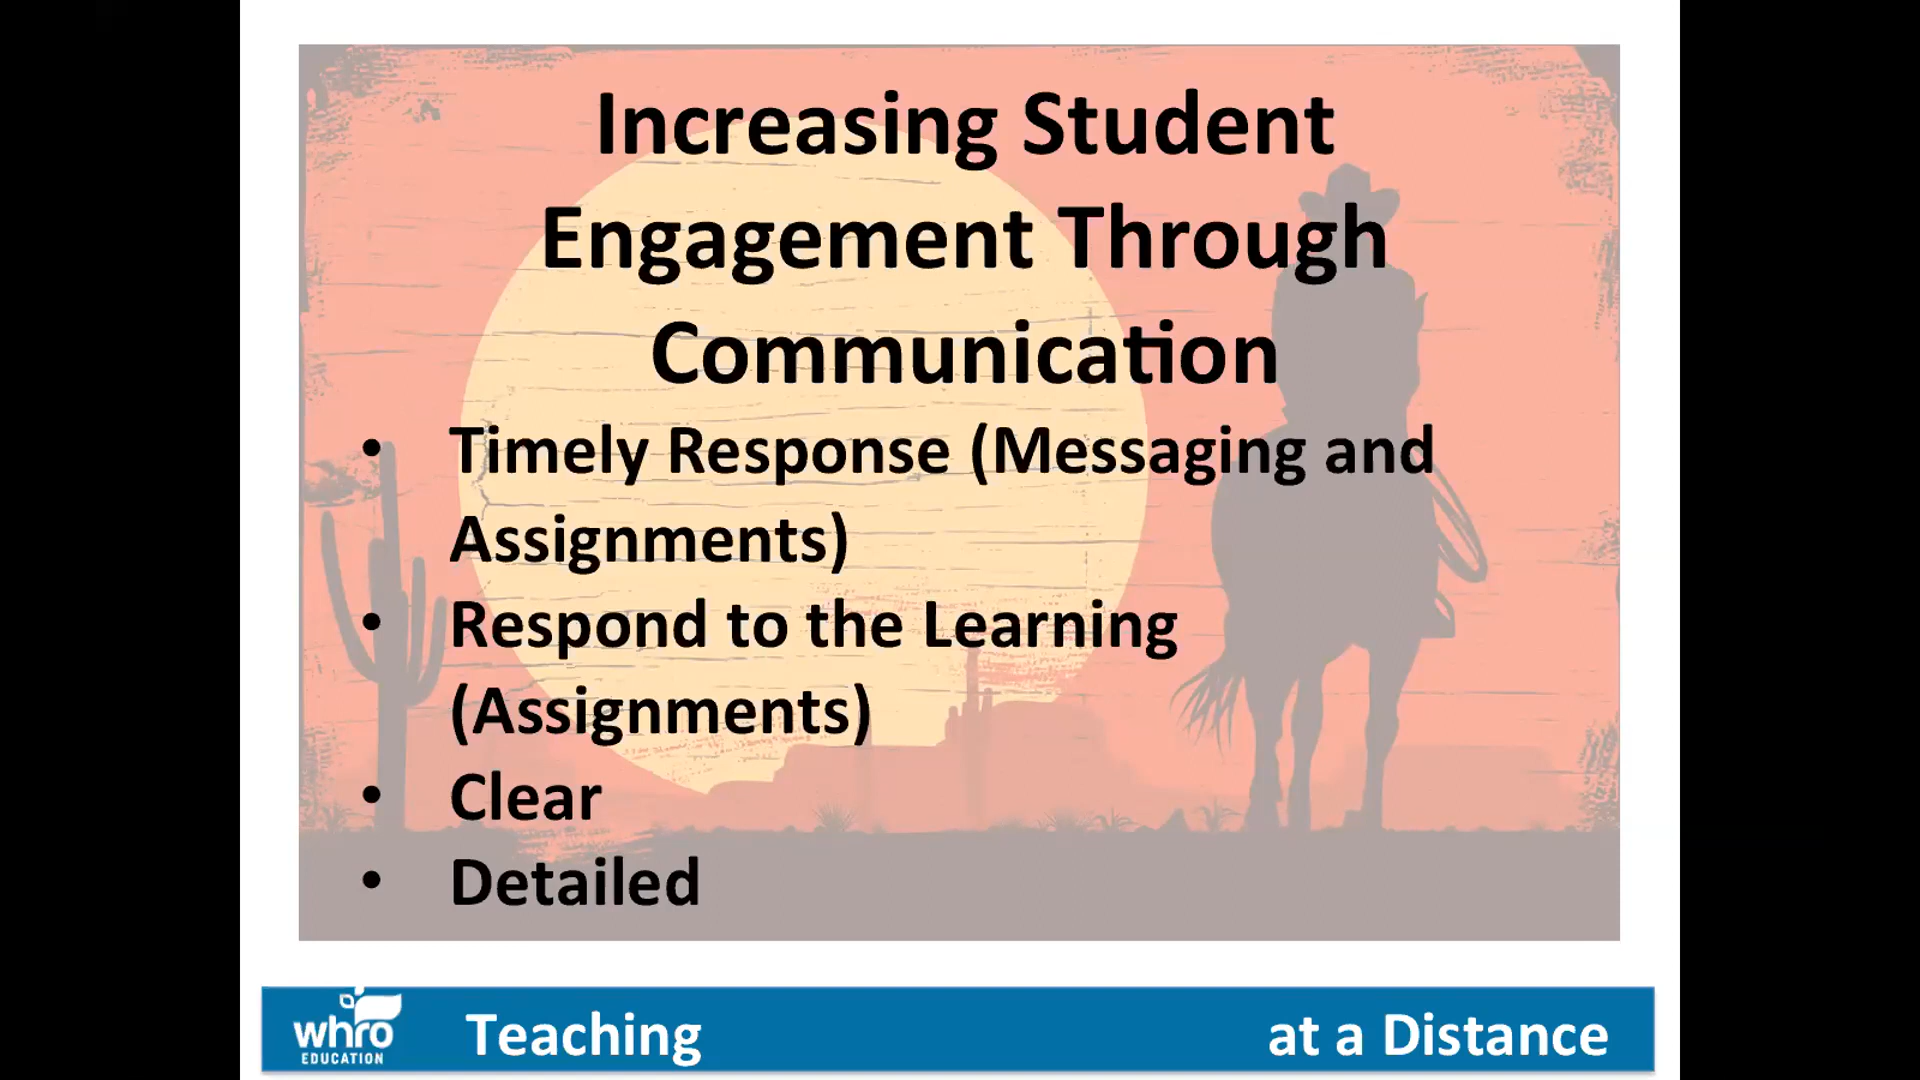 Increasing Student
Engagement Through
Communication
• Timely Response (Messaging and
Assignments)
• Respond to the Learning
(Assignments)
• Clear
• Detailed
whro
EDUCATION
Teaching at a Distance